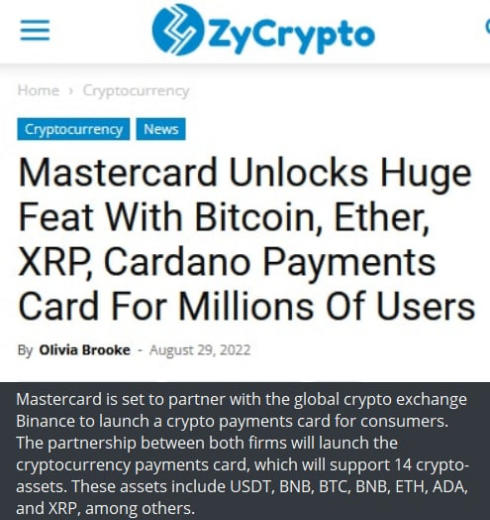 ZyCrypto
Home › Cryptocurrency
Cryptocurrency News
Mastercard Unlocks Huge
Feat With Bitcoin, Ether,
XRP, Cardano Payments
Card For Millions Of Users
By Olivia Brooke - August 29, 2022
Mastercard is set to partner with the global crypto exchange
Binance to launch a crypto payments card for consumers.
The partnership between both firms will launch the
cryptocurrency payments card, which will support 14 crypto-
assets. These assets include USDT, BNB, BTC, BNB, ETH, ADA,
and XRP, among others.